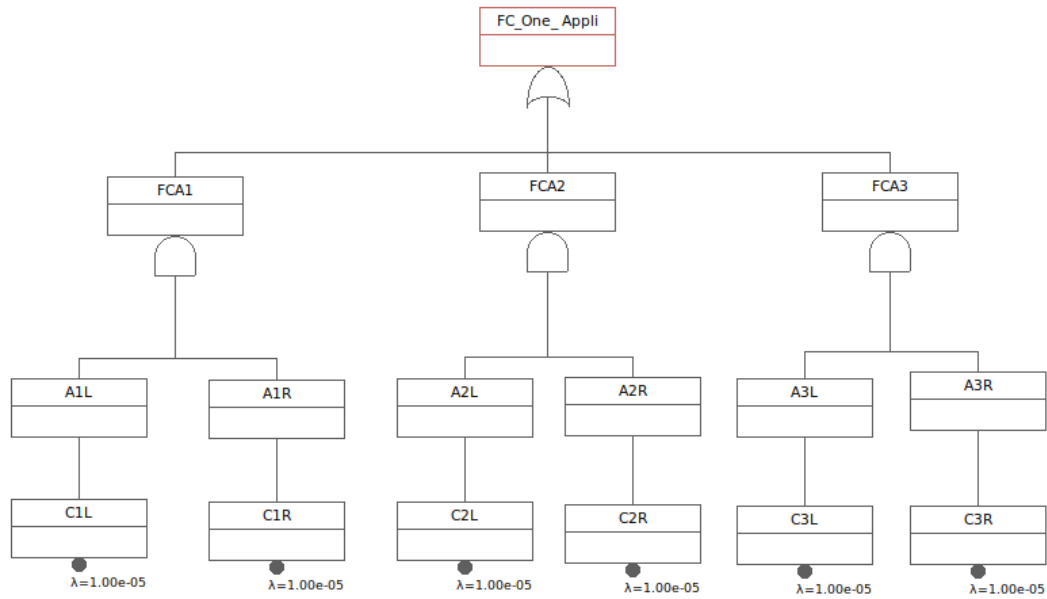 FC_One_ Appli
FCA1
FCA2
FCA3
A1L
A1R
A2L
A2R
A3L
A3R
C1L
C1R
C2L
C2R
C3L
C3R
λ=1.00e-05
λ=1.00e-05
λ=1.00e-05
λ=1.00e-05
λ=1.00e-05
λ=1.00e-05